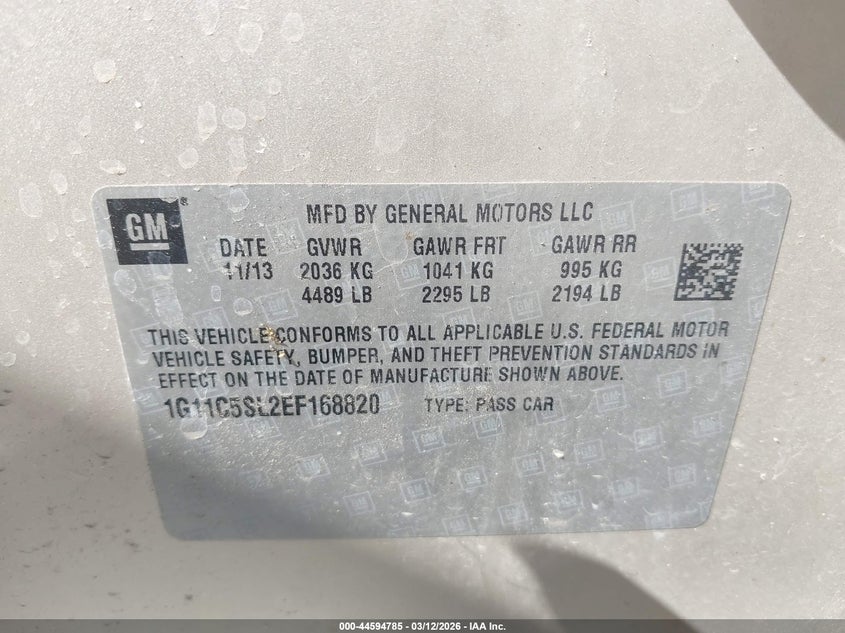 GM®
MFD BY GENERAL MOTORS LLC
DATE GVWR GAWR FRT GAWR RR
11/13 2036 KG 1041 KG 995 KG
4489 LB 2295 LB 2194 LB
THIS VEHICLE CONFORMS TO ALL APPLICABLE U.S. FEDERAL MOTOR
VEHICLE SAFETY, BUMPER, AND THEFT PREVENTION STANDARDS IN
EFFECT ON THE DATE OF MANUFACTURE SHOWN ABOVE.
1G11C5SL2EF168820 TYPE: PASS CAR
000-44594785 - 03/12/2026 - IAA Inc.